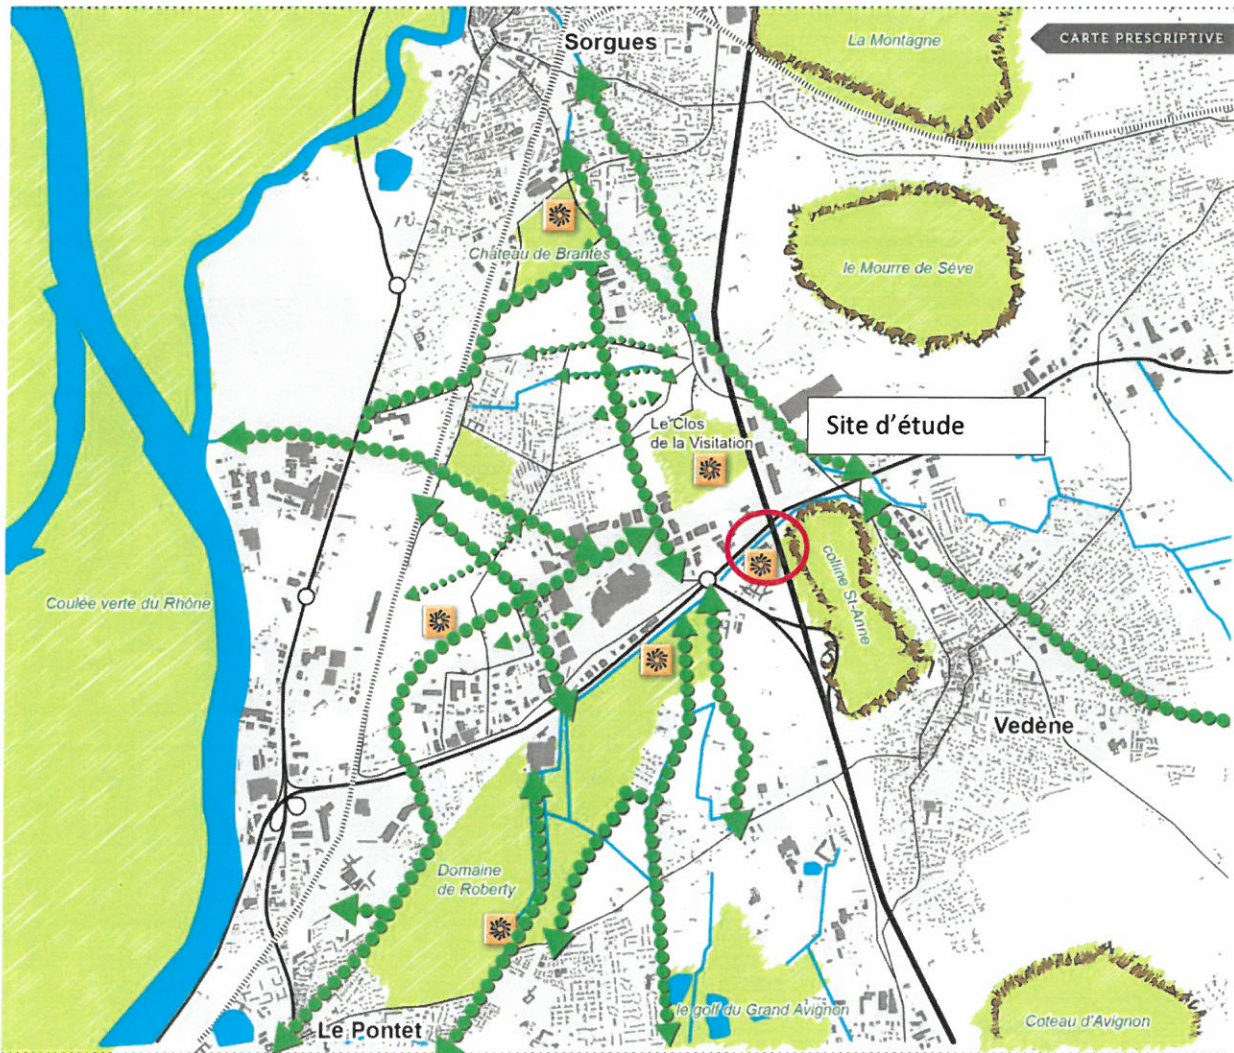 Sorgues
La Montagne
CARTE PRESCRIPTIVE
Château de Brantes
le Mourre de Sève
Le Clos
de la Visitation
Site d'étude
Coulée verte du Rhône
colline St-Anne
Vedène
Domaine
de Roberty
le golf du Grand Avignon
Le Pontet
Coteau d'Avignon